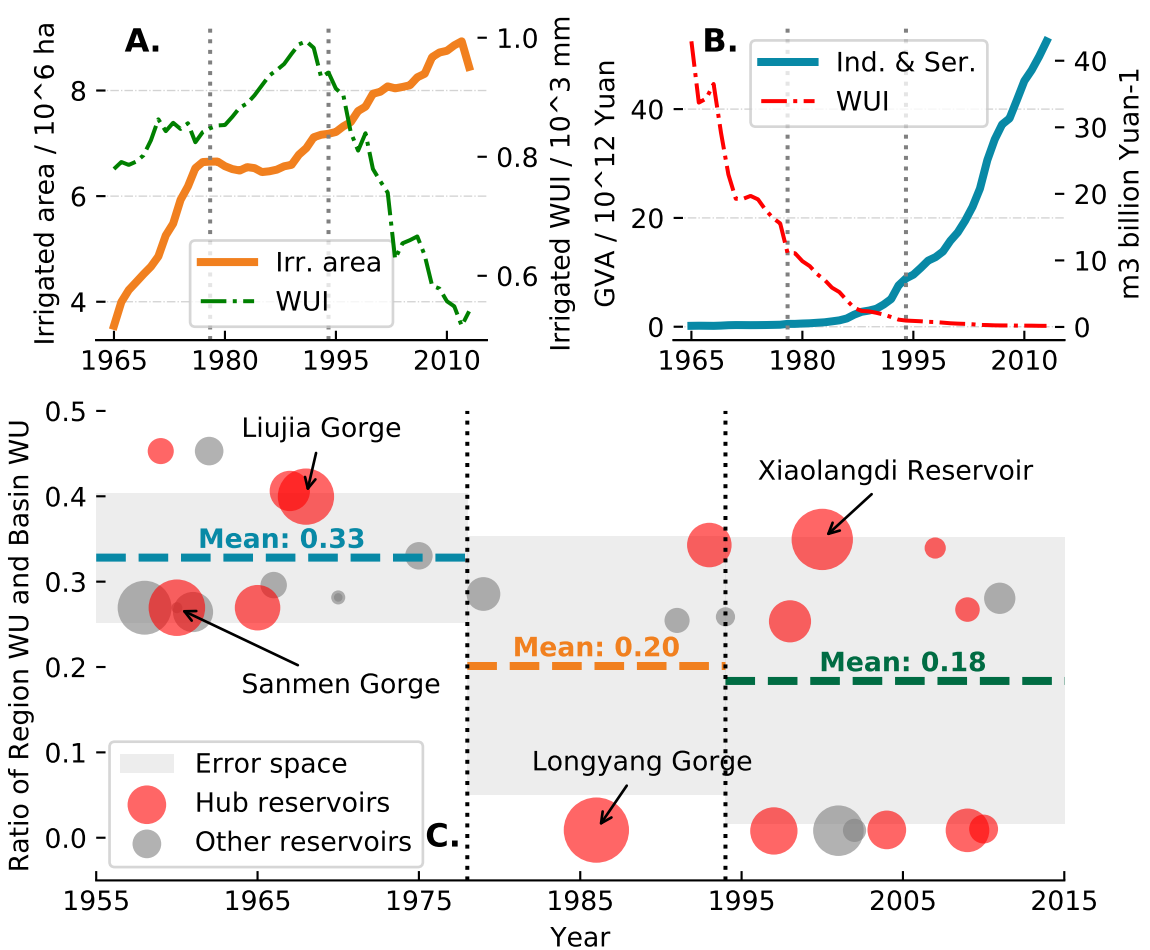 A.
Irrigated area / 10^6 ha
8
6
4
1.0
0.8
0.6
Irrigated WUI / 10^3 mm
Irr. area
WUI
1965
1980
1995
2010
B.
GVA / 10^12 Yuan
40
20
0
40
30
20
10
0
m3 billion Yuan-1
Ind. & Ser.
WUI
1965
1980
1995
2010
Ratio of Region WU and Basin WU
0.5
0.4
0.3
0.2
0.1
0.0
Liujia Gorge
Xiaolangdi Reservoir
Mean: 0.33
Mean: 0.20
Mean: 0.18
Sanmen Gorge
Longyang Gorge
Error space
Hub reservoirs
Other reservoirs
C.
1955
1965
1975
1985
1995
2005
2015
Year